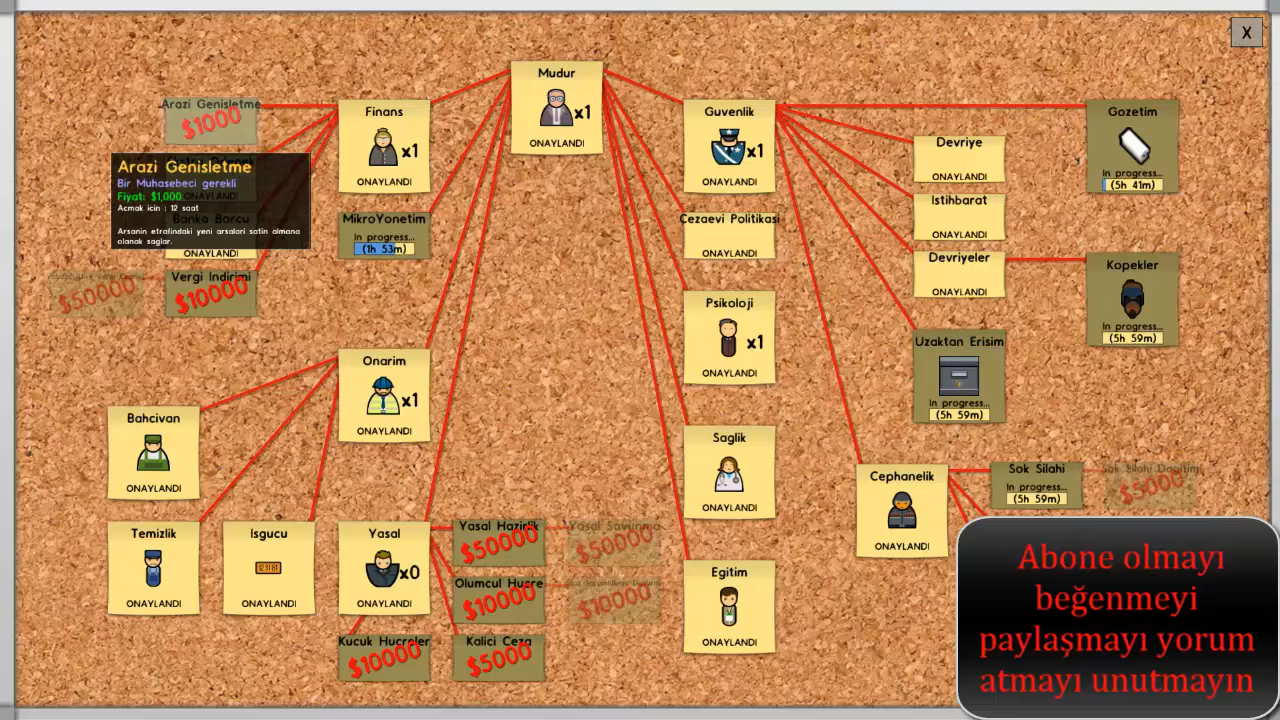 X
Mudur
x1
ONAYLANDI
Arazi Genisletme
$1000
Finans
x1
ONAYLANDI
Guvenlik
x1
ONAYLANDI
Gozetim
In progress...
(5h 41m)
Devriye
ONAYLANDI
Arazi Genisletme
Bir Muhasebeci gerekli
Fiyat: $1,000
Acmak icin : 12 saat
Arsanin etrafindaki yeni arsalari satin almana
olanak saglar.
ONAYLANDI
Banka Borcu
ONAYLANDI
MikroYonetim
In progress...
(1h 53m)
Cezaevi Politikasi
ONAYLANDI
Istihbarat
ONAYLANDI
Devriyeler
ONAYLANDI
Kopekler
In progress...
(5h 59m)
$50000
Vergi Indirimi
$10000
Psikoloji
x1
ONAYLANDI
Uzaktan Erisim
In progress...
(5h 59m)
Onarim
x1
ONAYLANDI
Bahcivan
ONAYLANDI
Saglik
ONAYLANDI
Cephanelik
ONAYLANDI
Sok Silahi
In progress...
(5h 59m)
Sok Silahi Dagitimi
$5000
Temizlik
ONAYLANDI
Isgucu
ONAYLANDI
Yasal
x0
ONAYLANDI
Yasal Hazirlik
$50000
Yasal Savunma
$50000
Olumcul Hucre
$10000
$10000
Egitim
ONAYLANDI
Kucuk Hucreler
$10000
Kalici Ceza
$5000
Abone olmayı
beğenmeyi
paylaşmayı yorum
atmayı unutmayın